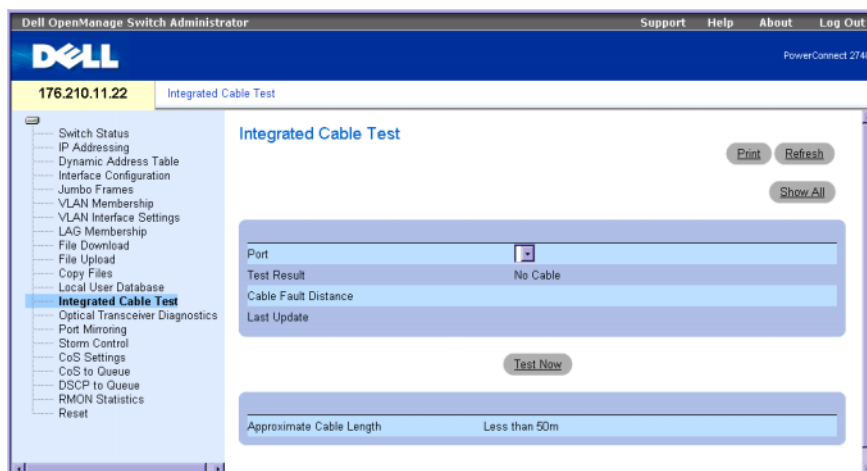 Dell OpenManage Switch Administrator Support Help About Log Out
DELL
PowerConnect 274
176.210.11.22 Integrated Cable Test
Switch Status
IP Addressing
Dynamic Address Table
Interface Configuration
Jumbo Frames
VLAN Membership
VLAN Interface Settings
LAG Membership
File Download
File Upload
Copy Files
Local User Database
Integrated Cable Test
Optical Transceiver Diagnostics
Port Mirroring
Storm Control
CoS Settings
CoS to Queue
DSCP to Queue
RMON Statistics
Reset
Integrated Cable Test
Print Refresh
Show All
Port
Test Result No Cable
Cable Fault Distance
Last Update
Test Now
Approximate Cable Length Less than 50m